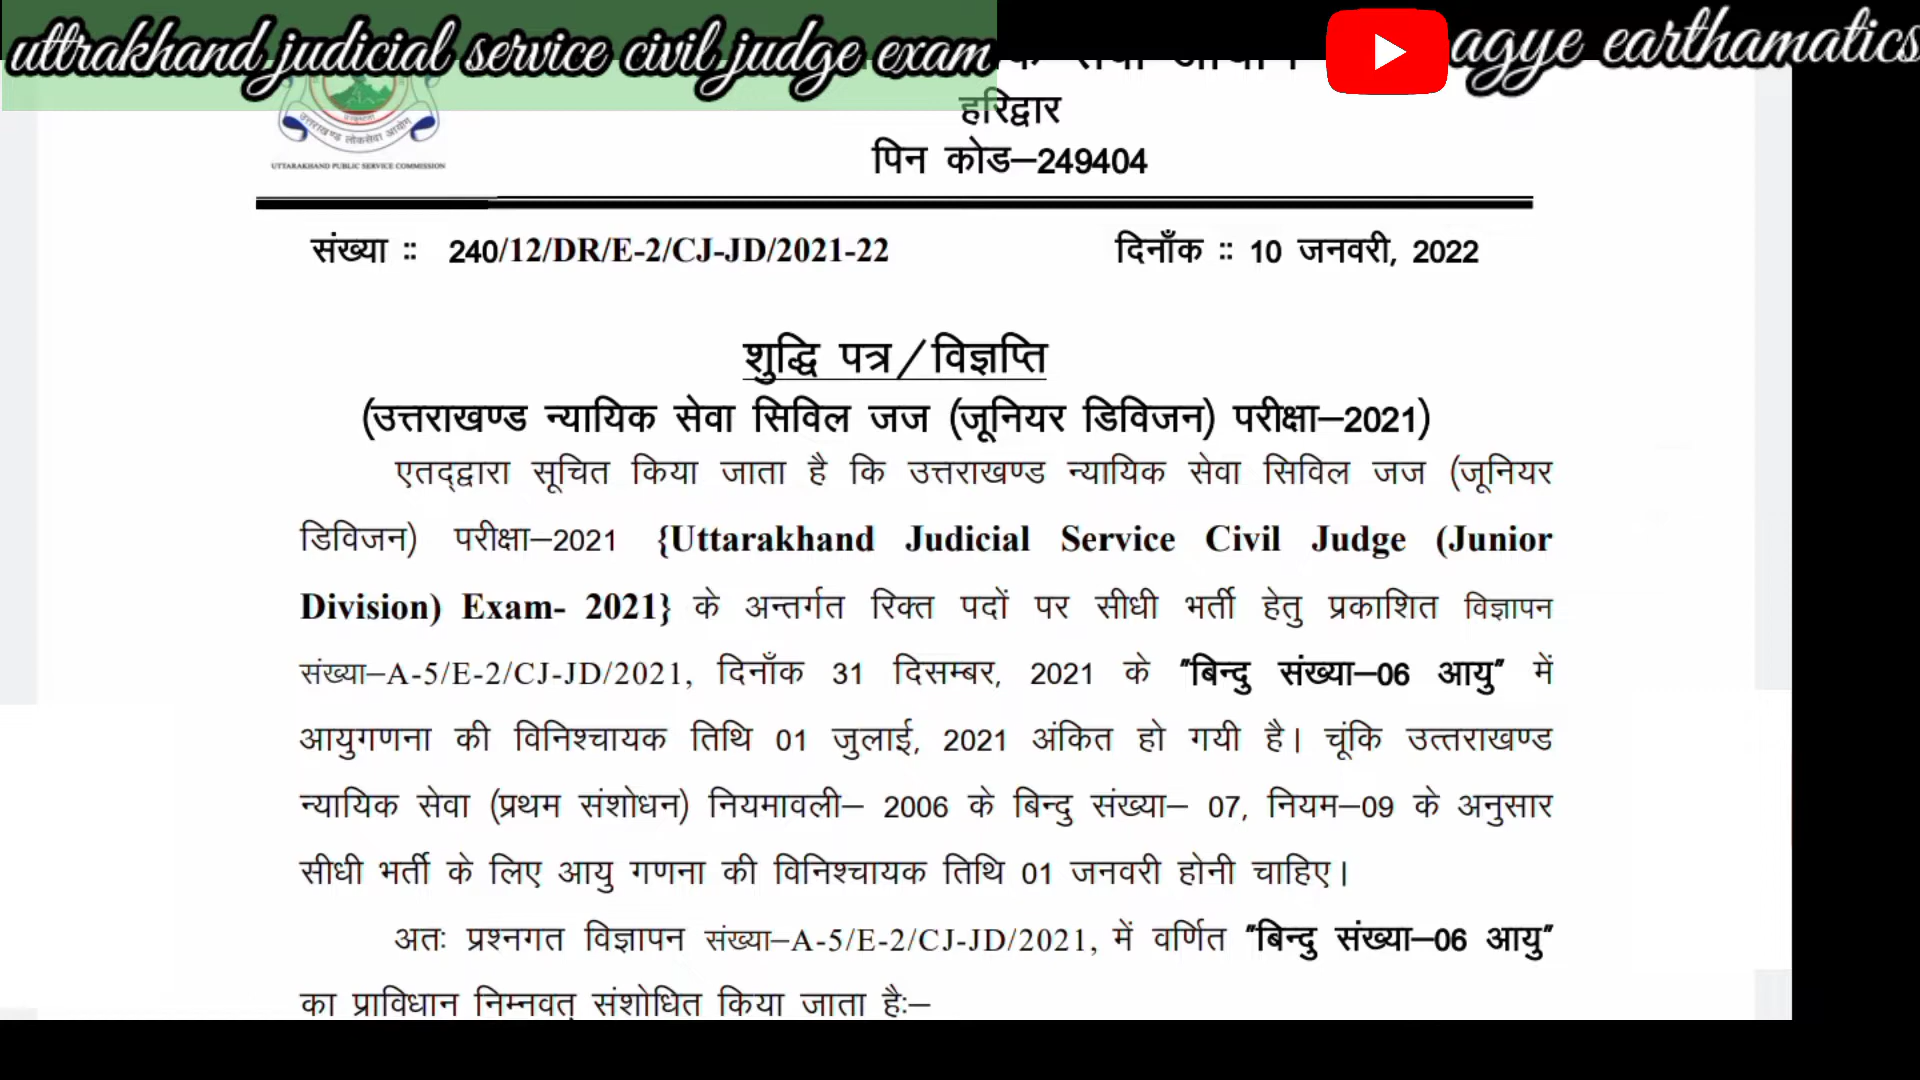 uttrakhand judicial service civil judge exam
agye earthamatics
सेवा
उत्तराखण्ड लोकसेवा आयोग
UTTARAKHAND PUBLIC SERVICE COMMISSION
हरिद्वार
पिन कोड–249404
संख्या :: 240/12/DR/E-2/CJ-JD/2021-22 दिनाँक :: 10 जनवरी, 2022
शुद्धि पत्र/विज्ञप्ति
(उत्तराखण्ड न्यायिक सेवा सिविल जज (जूनियर डिविजन) परीक्षा–2021)
एतद्द्वारा सूचित किया जाता है कि उत्तराखण्ड न्यायिक सेवा सिविल जज (जूनियर
डिविजन) परीक्षा–2021 {Uttarakhand Judicial Service Civil Judge (Junior
Division) Exam- 2021} के अन्तर्गत रिक्त पदों पर सीधी भर्ती हेतु प्रकाशित विज्ञापन
संख्या–A-5/E-2/CJ-JD/2021, दिनाँक 31 दिसम्बर, 2021 के "बिन्दु संख्या–06 आयु" में
आयुगणना की विनिश्चायक तिथि 01 जुलाई, 2021 अंकित हो गयी है। चूंकि उत्तराखण्ड
न्यायिक सेवा (प्रथम संशोधन) नियमावली– 2006 के बिन्दु संख्या– 07, नियम–09 के अनुसार
सीधी भर्ती के लिए आयु गणना की विनिश्चायक तिथि 01 जनवरी होनी चाहिए।
अतः प्रश्नगत विज्ञापन संख्या–A-5/E-2/CJ-JD/2021, में वर्णित "बिन्दु संख्या–06 आयु"
का प्राविधान निम्नवत् संशोधित किया जाता है:–